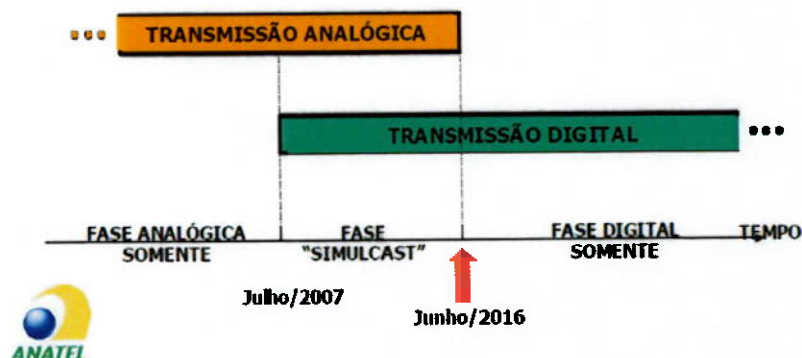 ... TRANSMISSÃO ANALÓGICA
TRANSMISSÃO DIGITAL ...
FASE ANALÓGICA
SOMENTE
FASE
"SIMULCAST"
FASE DIGITAL
SOMENTE
TEMPO
Julho/2007
Junho/2016
ANATEL